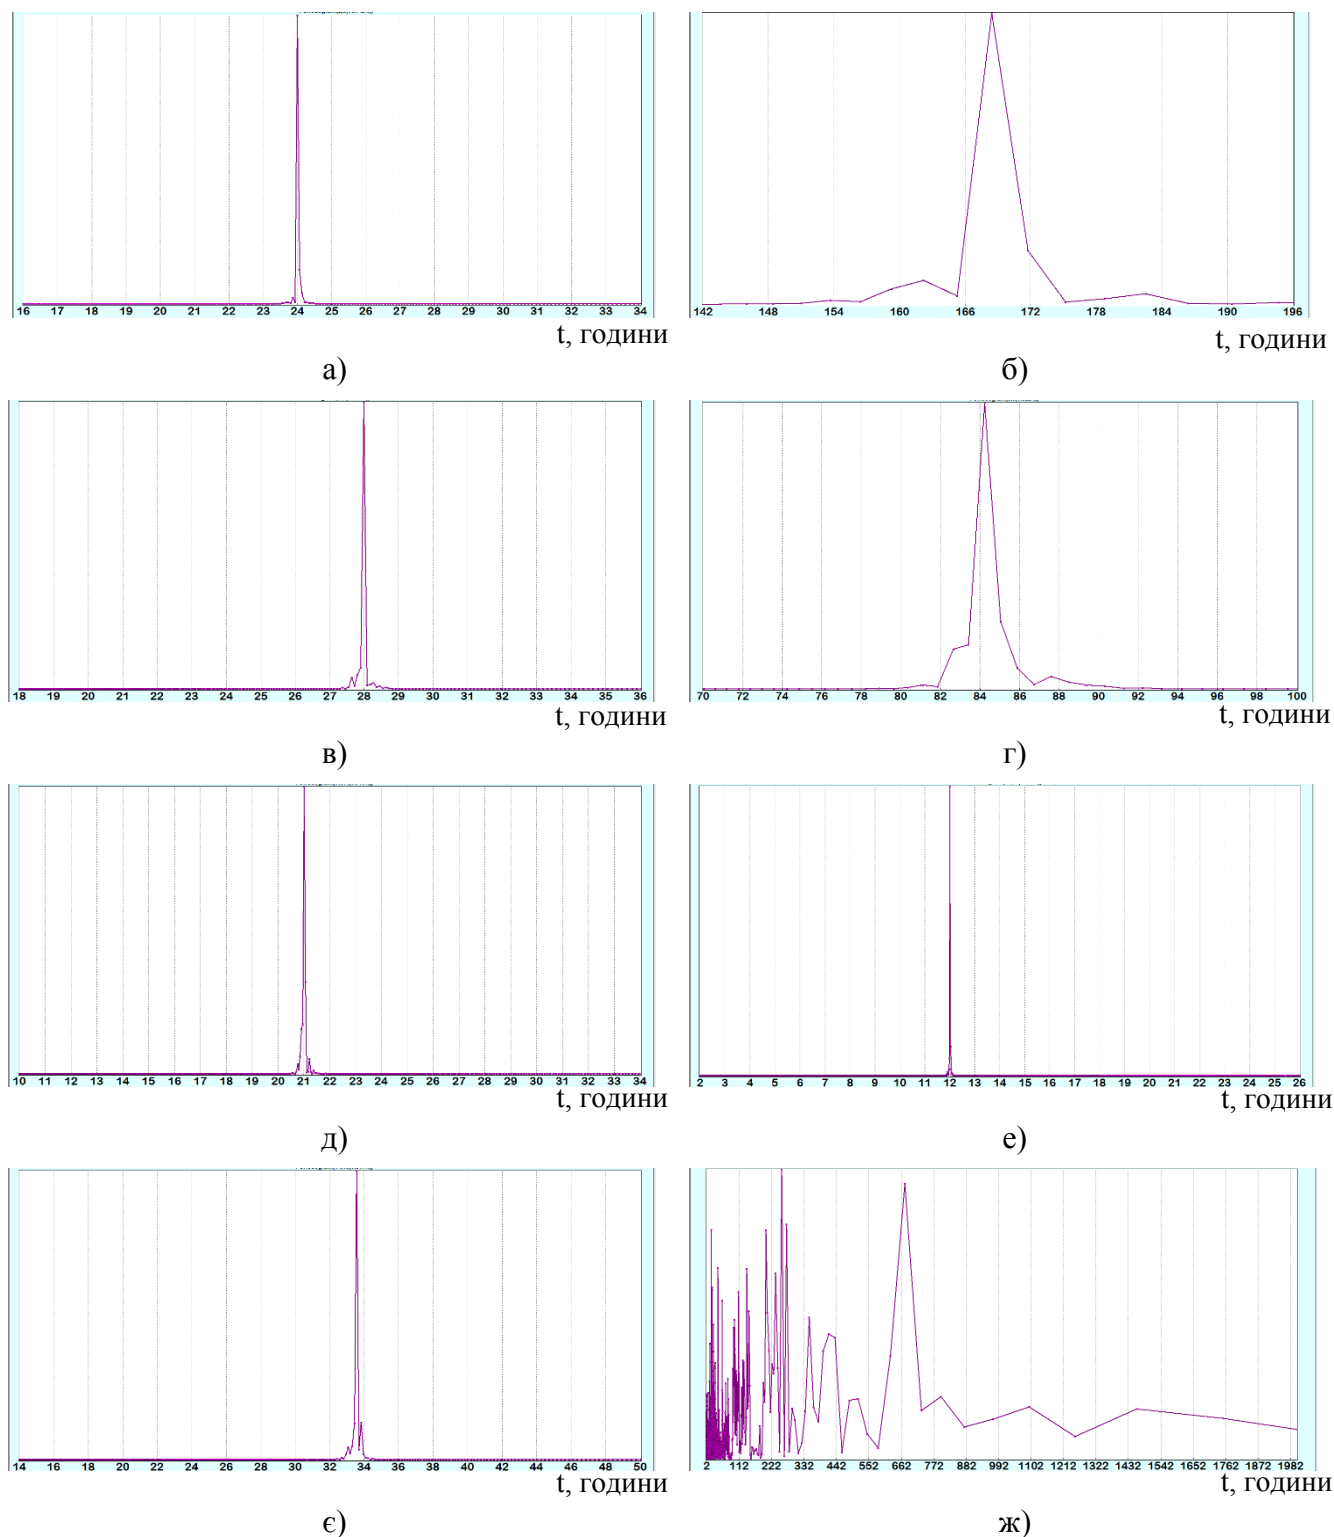 16 17 18 19 20 21 22 23 24 25 26 27 28 29 30 31 32 33 34
t, години
а)
142 148 154 160 166 172 178 184 190 196
t, години
б)
18 19 20 21 22 23 24 25 26 27 28 29 30 31 32 33 34 35 36
t, години
в)
70 72 74 76 78 80 82 84 86 88 90 92 94 96 98 100
t, години
г)
10 11 12 13 14 15 16 17 18 19 20 21 22 23 24 25 26 27 28 29 30 31 32 33 34
t, години
д)
2 3 4 5 6 7 8 9 10 11 12 13 14 15 16 17 18 19 20 21 22 23 24 25 26
t, години
е)
14 16 18 20 22 24 26 28 30 32 34 36 38 40 42 44 46 48 50
t, години
є)
2 112 222 332 442 552 662 772 882 992 1102 1212 1322 1432 1542 1652 1762 1872 1982
t, години
ж)